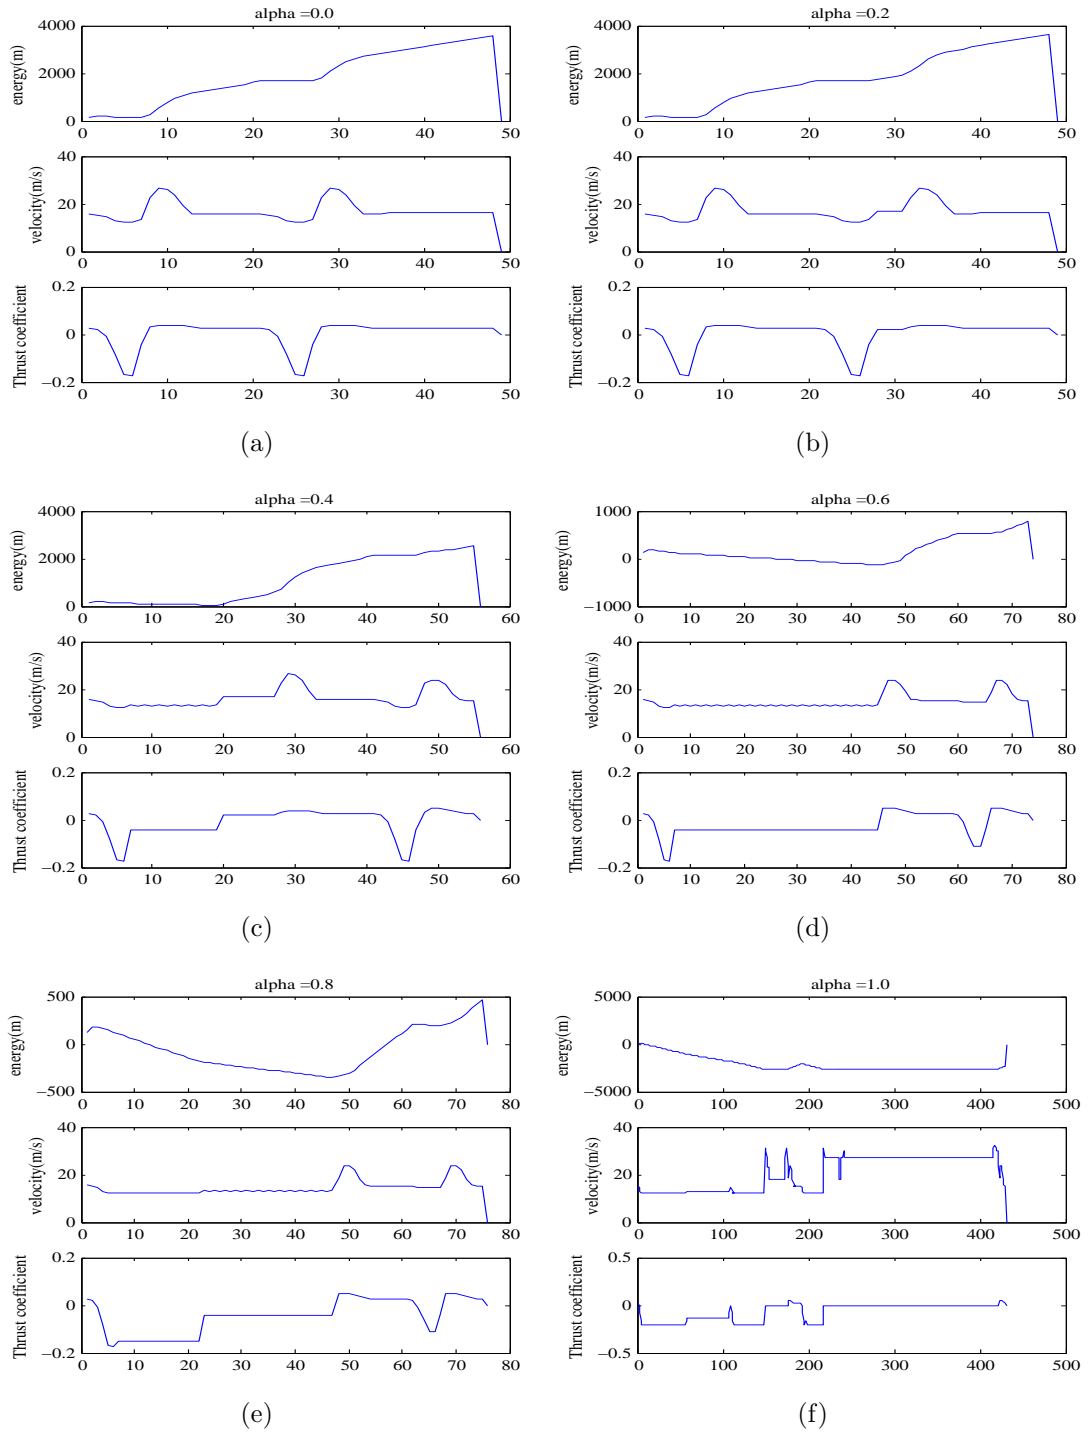 alpha =0.0
energy(m)
4000
2000
0
0 10 20 30 40 50
velocity(m/s)
40
20
0
0 10 20 30 40 50
Thrust coefficient
0.2
0
−0.2
0 10 20 30 40 50
(a)
alpha =0.2
energy(m)
4000
2000
0
0 10 20 30 40 50
velocity(m/s)
40
20
0
0 10 20 30 40 50
Thrust coefficient
0.2
0
−0.2
0 10 20 30 40 50
(b)
alpha =0.4
energy(m)
4000
2000
0
0 10 20 30 40 50 60
velocity(m/s)
40
20
0
0 10 20 30 40 50 60
Thrust coefficient
0.2
0
−0.2
0 10 20 30 40 50 60
(c)
alpha =0.6
energy(m)
1000
0
−1000
0 10 20 30 40 50 60 70 80
velocity(m/s)
40
20
0
0 10 20 30 40 50 60 70 80
Thrust coefficient
0.2
0
−0.2
0 10 20 30 40 50 60 70 80
(d)
alpha =0.8
energy(m)
500
0
−500
0 10 20 30 40 50 60 70 80
velocity(m/s)
40
20
0
0 10 20 30 40 50 60 70 80
Thrust coefficient
0.2
0
−0.2
0 10 20 30 40 50 60 70 80
(e)
alpha =1.0
energy(m)
5000
0
−5000
0 100 200 300 400 500
velocity(m/s)
40
20
0
0 100 200 300 400 500
Thrust coefficient
0.5
0
−0.5
0 100 200 300 400 500
(f)